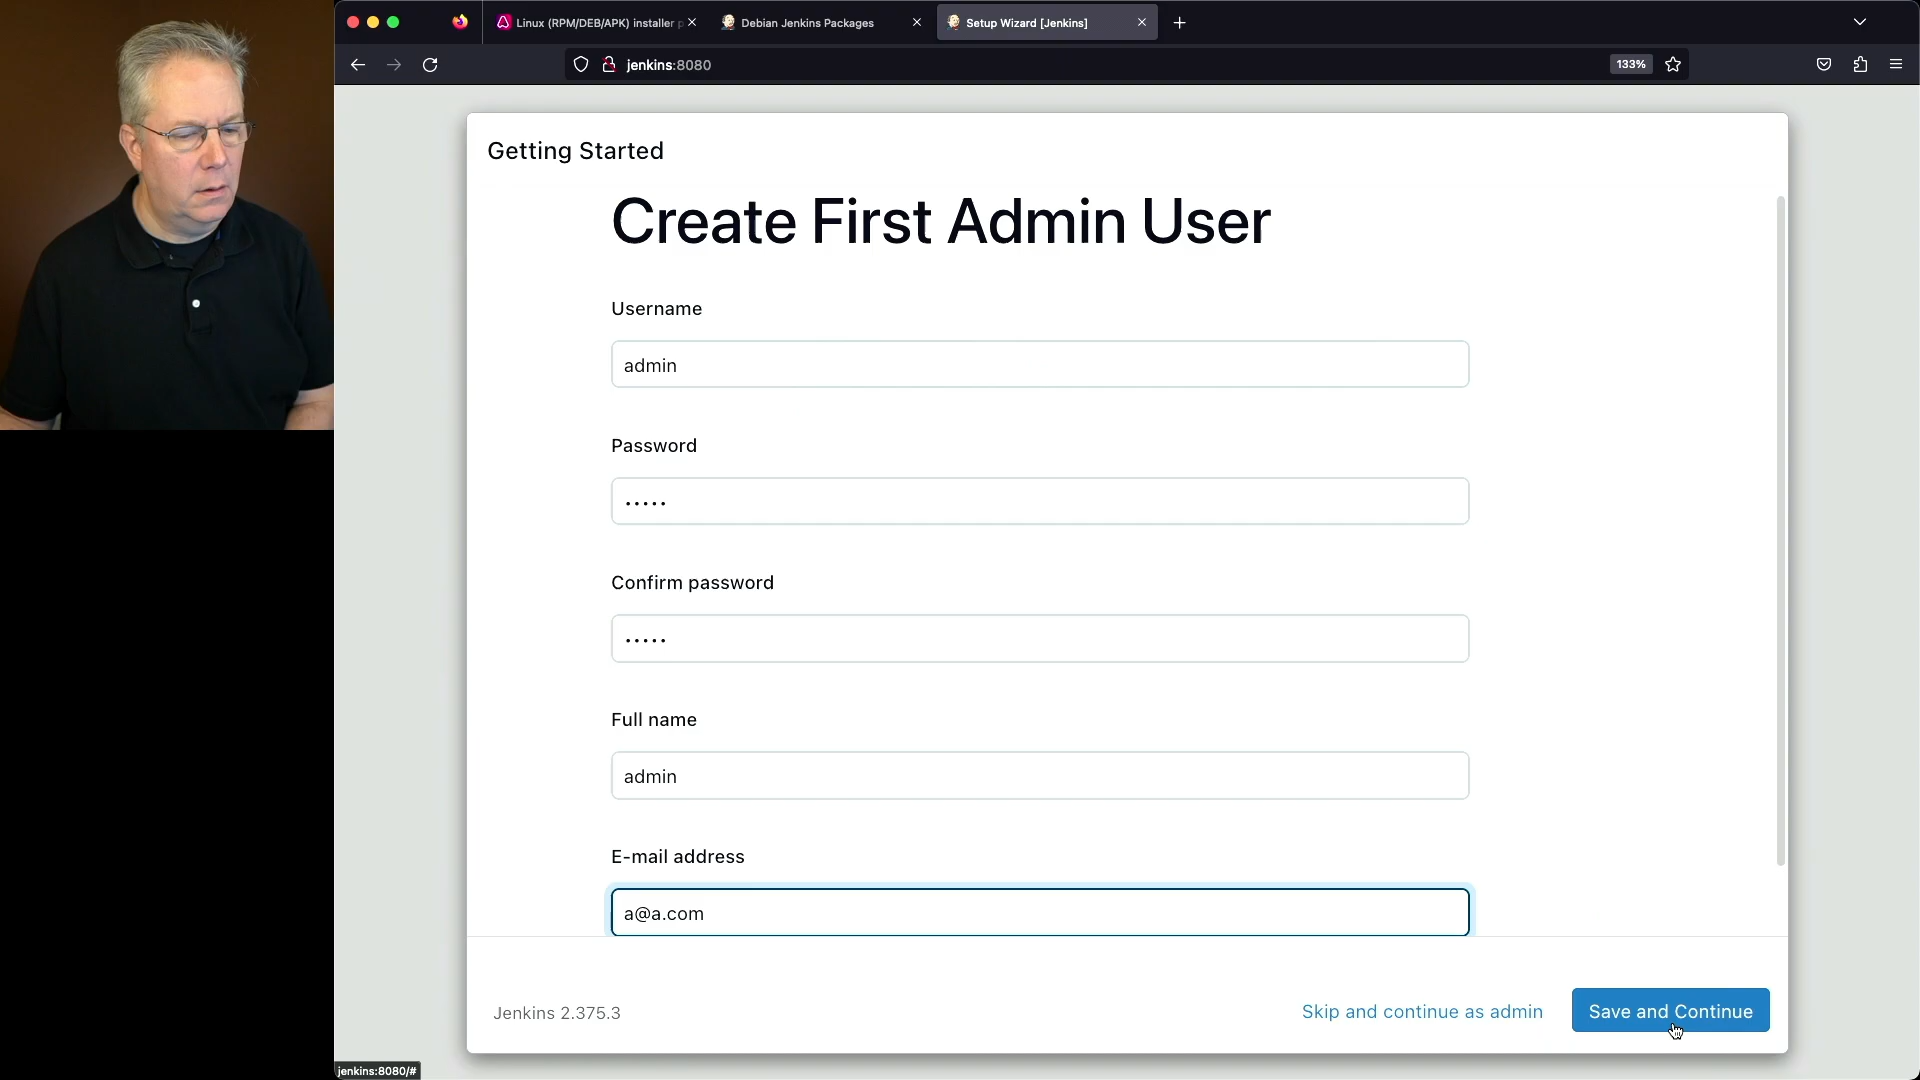 Linux (RPM/DEB/APK) installer p
Debian Jenkins Packages
Setup Wizard [Jenkins]
jenkins:8080
133%
Getting Started
Create First Admin User
Username
admin
Password
•••••
Confirm password
•••••
Full name
admin
E-mail address
a@a.com
Jenkins 2.375.3
Skip and continue as admin
Save and Continue
jenkins:8080/#